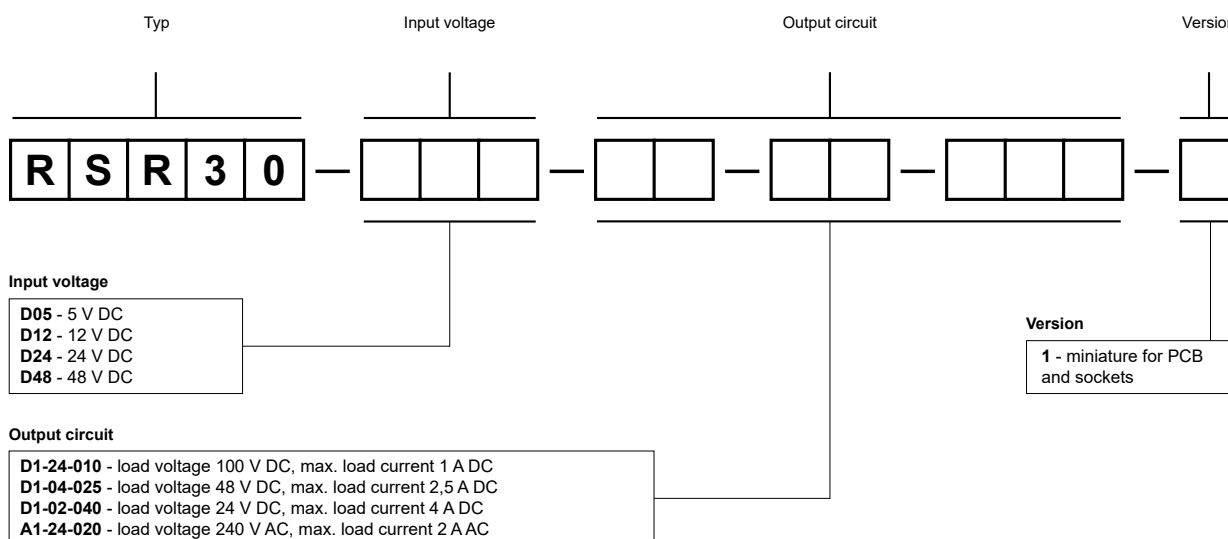 Typ Input voltage Output circuit Version
R S R 3 0 — — — — —
Input voltage
D05 - 5 V DC
D12 - 12 V DC
D24 - 24 V DC
D48 - 48 V DC
Version
1 - miniature for PCB
and sockets
Output circuit
D1-24-010 - load voltage 100 V DC, max. load current 1 A DC
D1-04-025 - load voltage 48 V DC, max. load current 2,5 A DC
D1-02-040 - load voltage 24 V DC, max. load current 4 A DC
A1-24-020 - load voltage 240 V AC, max. load current 2 A AC